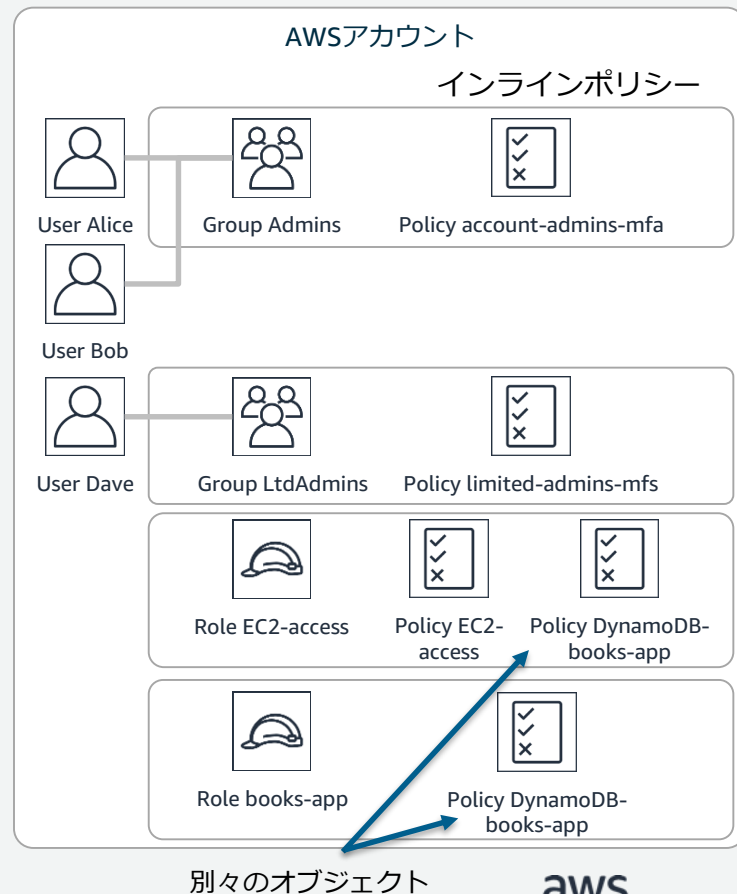 AWSアカウント
インラインポリシー
User Alice
Group Admins
Policy account-admins-mfa
User Bob
User Dave
Group LtdAdmins
Policy limited-admins-mfs
Role EC2-access
Policy EC2-
access
Policy DynamoDB-
books-app
Role books-app
Policy DynamoDB-
books-app
別々のオブジェクト
aws